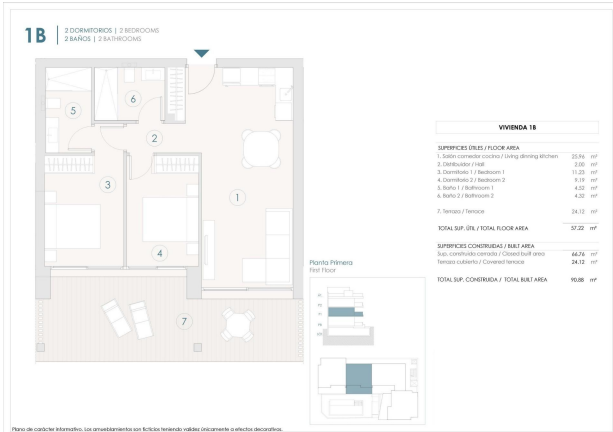 1B
2 DORMITORIOS | 2 BEDROOMS
2 BAÑOS | 2 BATHROOMS
6
5
2
3
1
4
7
Planta Primera
First Floor
VIVIENDA 1B
SUPERFICIES ÚTILES / FLOOR AREA
1. Salón comedor cocina / Living dinning kitchen 25,96 m²
2. Distribuidor / Hall 2,00 m²
3. Dormitorio 1 / Bedroom 1 11,23 m²
4. Dormitorio 2 / Bedroom 2 9,19 m²
5. Baño 1 / Bathroom 1 4,52 m²
6. Baño 2 / Bathroom 2 4,32 m²
7. Terraza / Terrace 24,12 m²
TOTAL SUP. ÚTIL / TOTAL FLOOR AREA 57,22 m²
SUPERFICIES CONSTRUIDAS / BUILT AREA
Sup. construida cerrada / Closed built area 66,76 m²
Terraza cubierta / Covered terrace 24,12 m²
TOTAL SUP. CONSTRUIDA / TOTAL BUILT AREA 90,88 m²
Plano de carácter informativo. Los amueblamientos son ficticios teniendo validez únicamente a efectos decorativos.